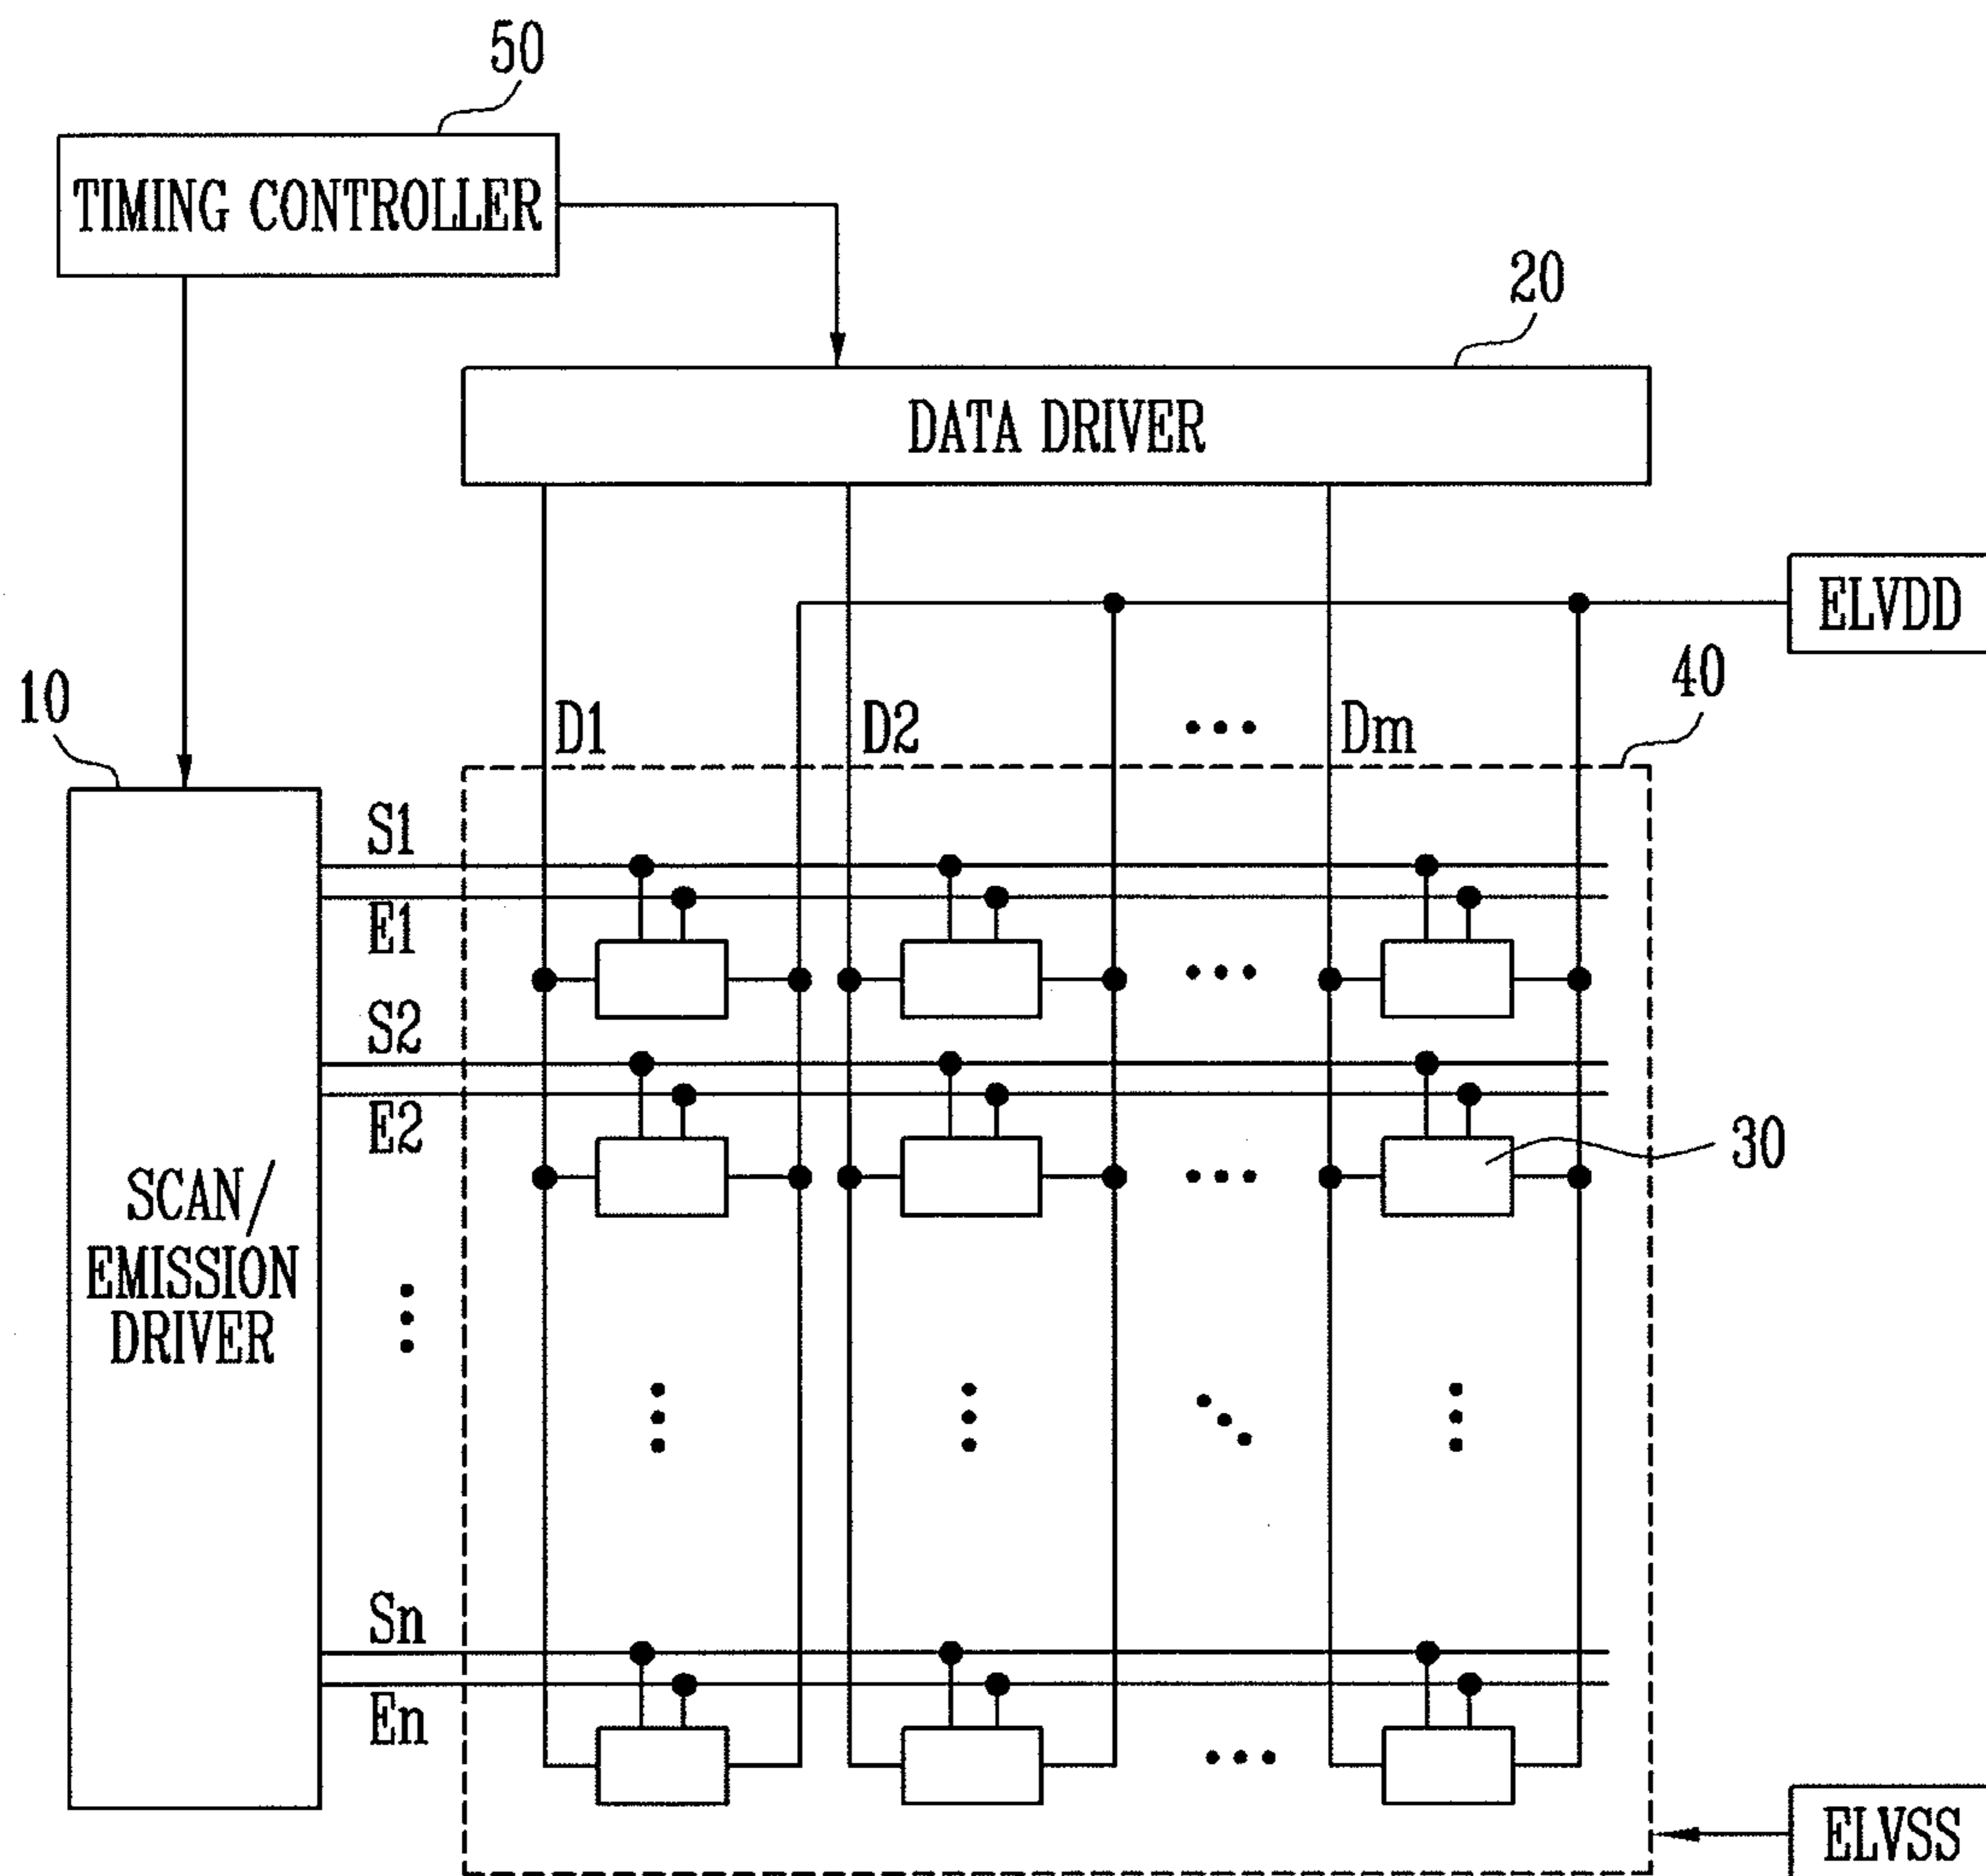 50
TIMING CONTROLLER
20
DATA DRIVER
ELVDD
40
10
D1
D2
Dm
S1
E1
S2
E2
30
SCAN/
EMISSION
DRIVER
Sn
En
ELVSS